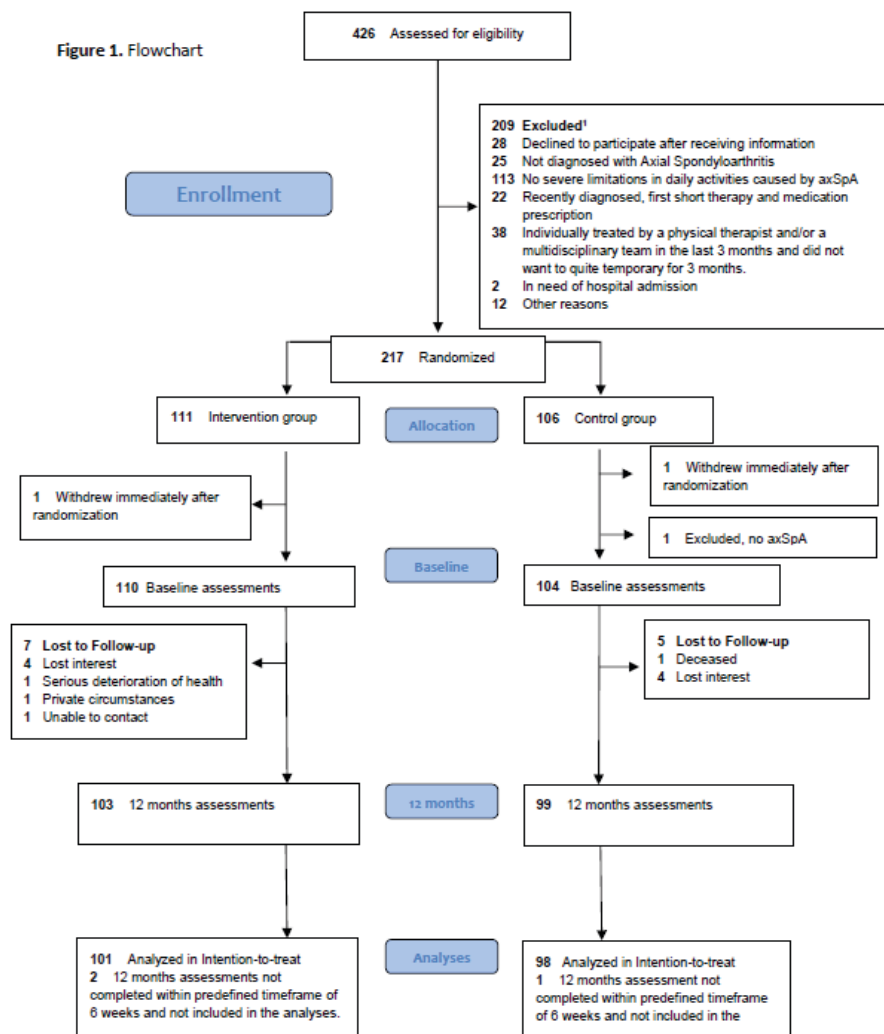 426 Assessed for eligibility
Figure 1. Flowchart
209 Excluded¹
28 Declined to participate after receiving information
25 Not diagnosed with Axial Spondyloarthritis
113 No severe limitations in daily activities caused by axSpA
22 Recently diagnosed, first short therapy and medication
prescription
38 Individually treated by a physical therapist and/or a
multidisciplinary team in the last 3 months and did not
want to quite temporary for 3 months.
2 In need of hospital admission
12 Other reasons
Enrollment
217 Randomized
111 Intervention group
Allocation
106 Control group
1 Withdrew immediately after
randomization
1 Withdrew immediately after
randomization
1 Excluded, no axSpA
Baseline
110 Baseline assessments
104 Baseline assessments
7 Lost to Follow-up
4 Lost interest
1 Serious deterioration of health
1 Private circumstances
1 Unable to contact
5 Lost to Follow-up
1 Deceased
4 Lost interest
103 12 months assessments
12 months
99 12 months assessments
101 Analyzed in Intention-to-treat
2 12 months assessments not
completed within predefined timeframe of
6 weeks and not included in the analyses.
Analyses
98 Analyzed in Intention-to-treat
1 12 months assessment not
completed within predefined timeframe
of 6 weeks and not included in the